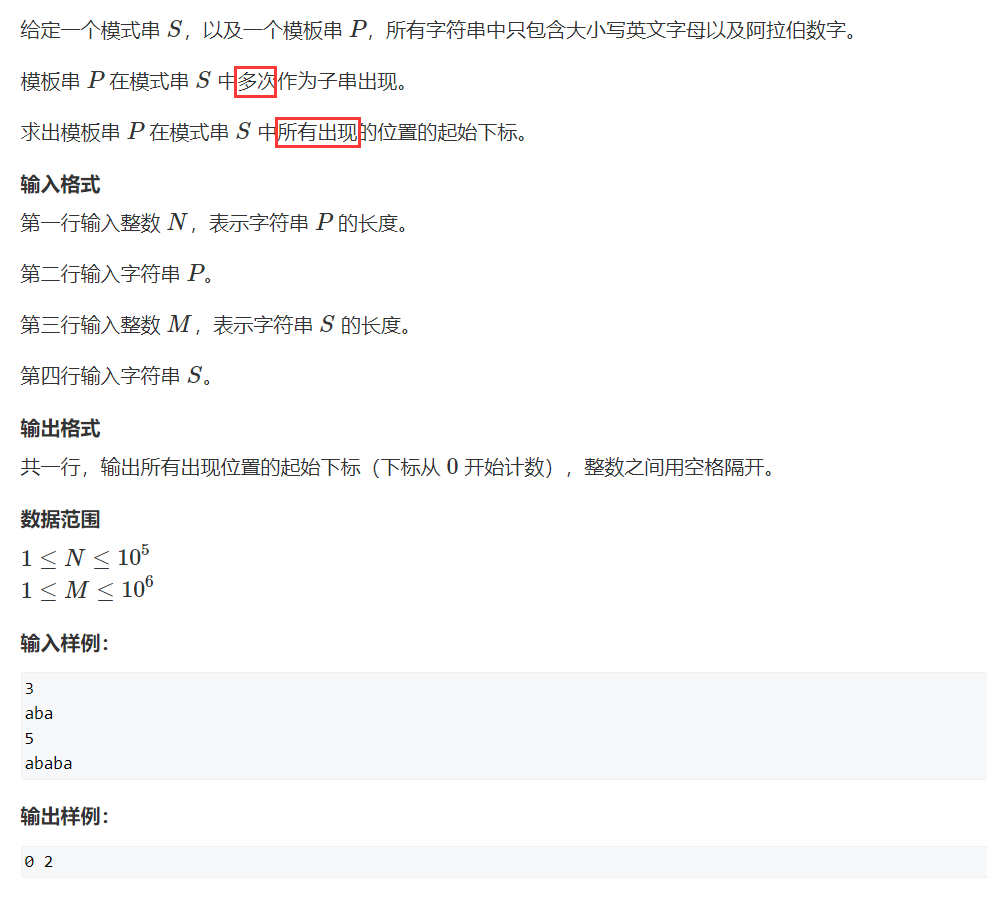 给定一个模式串 S，以及一个模板串 P，所有字符串中只包含大小写英文字母以及阿拉伯数字。
模板串 P 在模式串 S 中多次作为子串出现。
求出模板串 P 在模式串 S 中所有出现的位置的起始下标。
输入格式
第一行输入整数 N，表示字符串 P 的长度。
第二行输入字符串 P。
第三行输入整数 M，表示字符串 S 的长度。
第四行输入字符串 S。
输出格式
共一行，输出所有出现位置的起始下标（下标从 0 开始计数），整数之间用空格隔开。
数据范围
1 ≤ N ≤ 10^5
1 ≤ M ≤ 10^6
输入样例：
3
aba
5
ababa
输出样例：
0 2